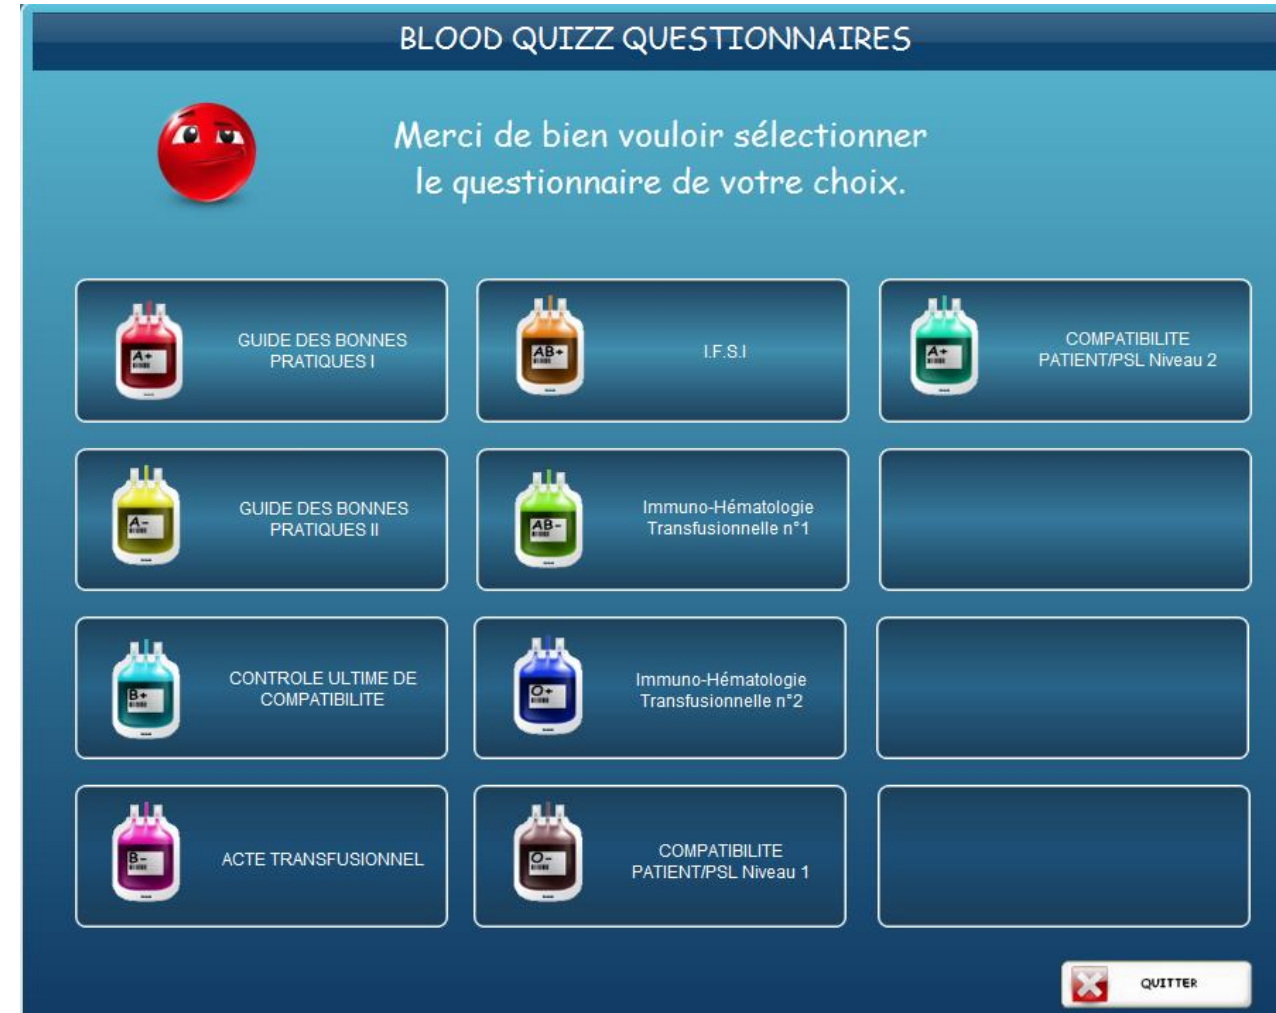 BLOOD QUIZZ QUESTIONNAIRES
Merci de bien vouloir sélectionner
le questionnaire de votre choix.
A+
GUIDE DES BONNES
PRATIQUES I
AB+
I.F.S.I
A+
COMPATIBILITE
PATIENT/PSL Niveau 2
A-
GUIDE DES BONNES
PRATIQUES II
AB-
Immuno-Hématologie
Transfusionnelle n°1
B+
CONTROLE ULTIME DE
COMPATIBILITE
O+
Immuno-Hématologie
Transfusionnelle n°2
B-
ACTE TRANSFUSIONNEL
O-
COMPATIBILITE
PATIENT/PSL Niveau 1
QUITTER